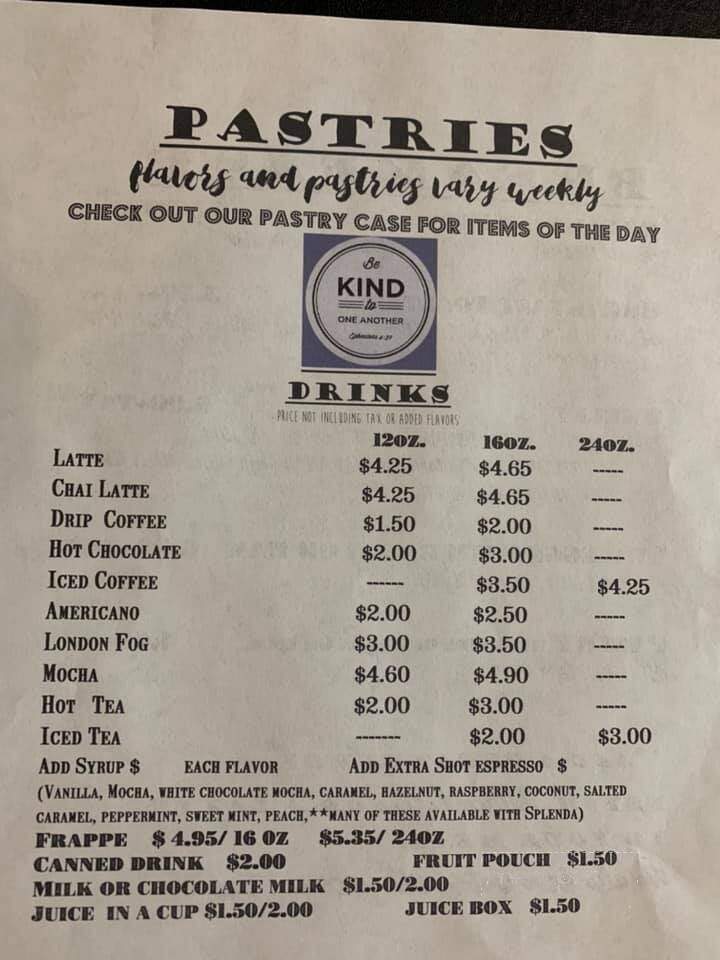 PASTRIES
flavors and pastries vary weekly
CHECK OUT OUR PASTRY CASE FOR ITEMS OF THE DAY
Be
KIND
to
ONE ANOTHER
DRINKS
PRICE NOT INCLUDING TAX OR ADDED FLAVORS
12OZ. 16OZ. 24OZ.
LATTE $4.25 $4.65 -----
CHAI LATTE $4.25 $4.65 -----
DRIP COFFEE $1.50 $2.00 -----
HOT CHOCOLATE $2.00 $3.00 -----
ICED COFFEE ------ $3.50 $4.25
AMERICANO $2.00 $2.50 -----
LONDON FOG $3.00 $3.50 -----
MOCHA $4.60 $4.90 -----
HOT TEA $2.00 $3.00 -----
ICED TEA ------- $2.00 $3.00
ADD SYRUP $ EACH FLAVOR ADD EXTRA SHOT ESPRESSO $
(VANILLA, MOCHA, WHITE CHOCOLATE MOCHA, CARAMEL, HAZELNUT, RASPBERRY, COCONUT, SALTED
CARAMEL, PEPPERMINT, SWEET MINT, PEACH,**MANY OF THESE AVAILABLE WITH SPLENDA)
FRAPPE $ 4.95/ 16 OZ $5.35/ 24OZ
CANNED DRINK $2.00 FRUIT POUCH $1.50
MILK OR CHOCOLATE MILK $1.50/2.00
JUICE IN A CUP $1.50/2.00 JUICE BOX $1.50